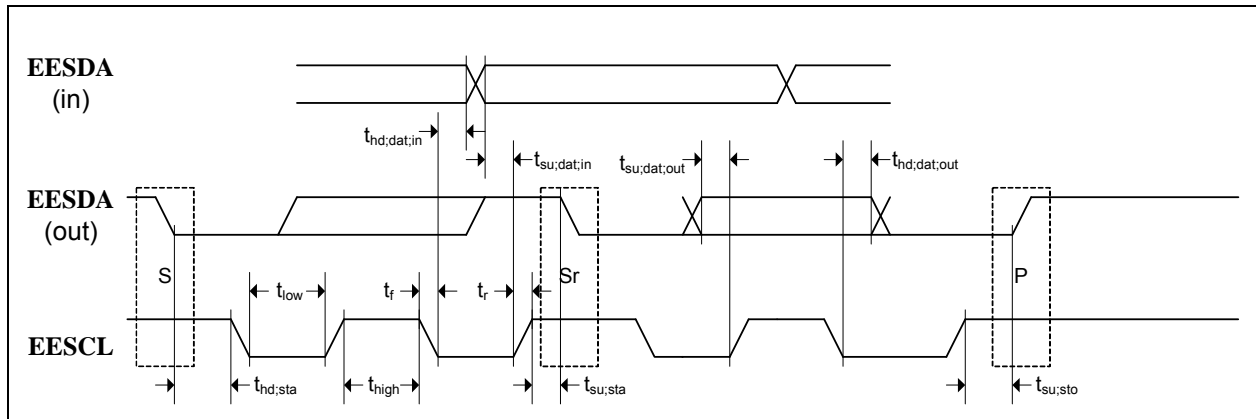 EESDA
(in)
t_hd;dat;in
t_su;dat;in
t_su;dat;out
t_hd;dat;out
EESDA
(out)
S
t_low
t_f
t_r
Sr
P
EESCL
t_hd;sta
t_high
t_su;sta
t_su;sto